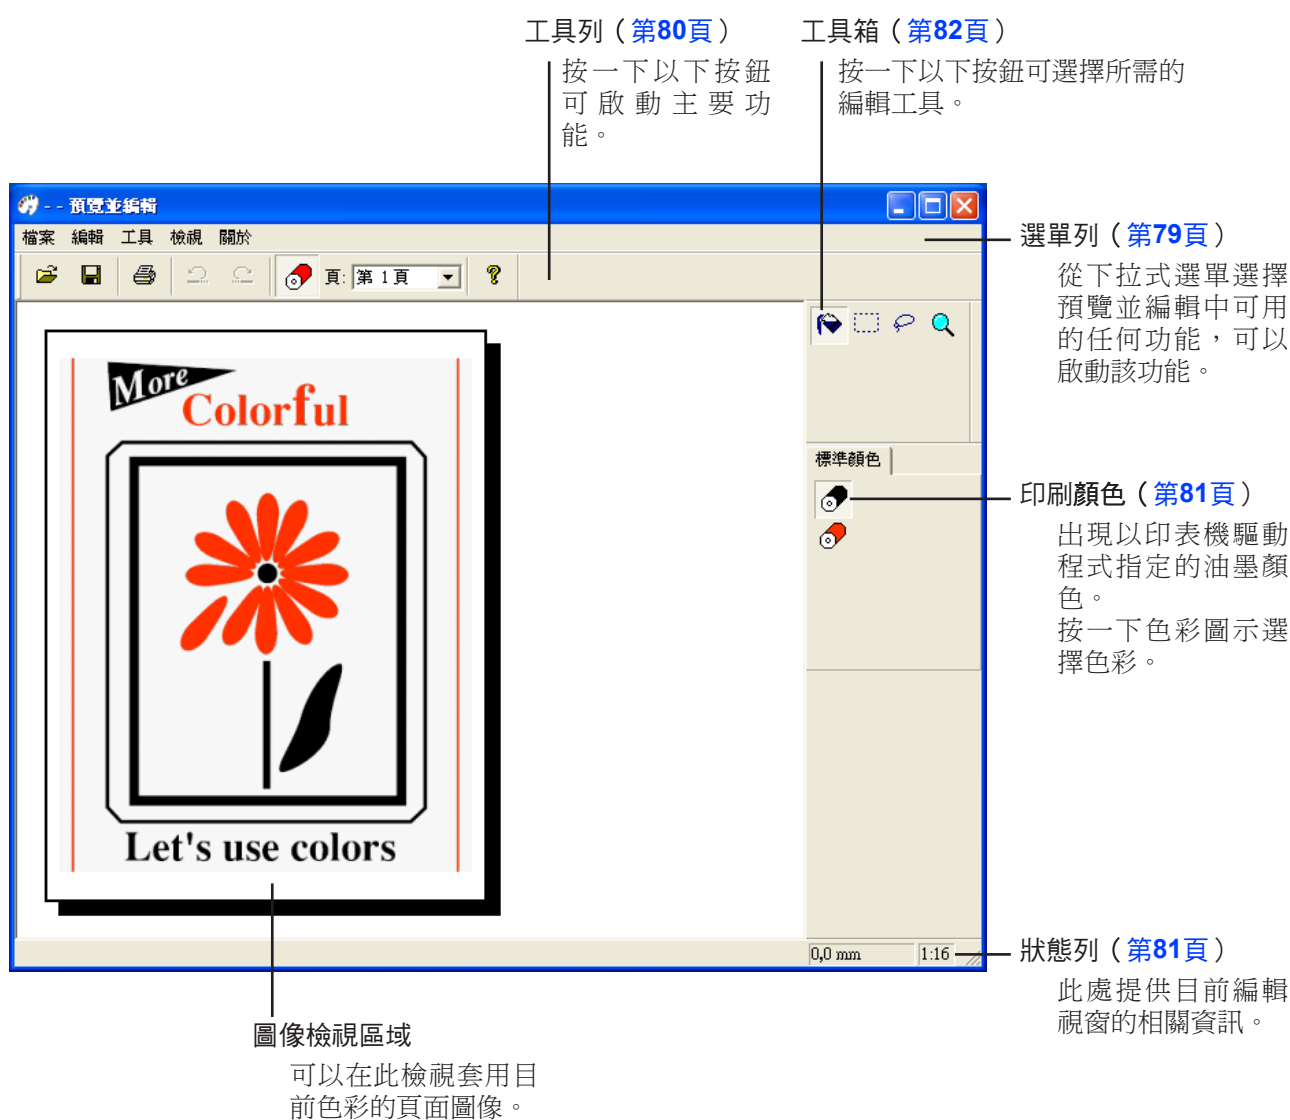 工具列（第80頁）
按一下以下按鈕
可啟動主要功
能。
工具箱（第82頁）
按一下以下按鈕可選擇所需的
編輯工具。
- - 預覽並編輯
檔案 編輯 工具 檢視 關於
頁: 第 1 頁
選單列（第79頁）
從下拉式選單選擇
預覽並編輯中可用
的任何功能，可以
啟動該功能。
More
Colorful
Let's use colors
標準顏色
印刷顏色（第81頁）
出現以印表機驅動
程式指定的油墨顏
色。
按一下色彩圖示選
擇色彩。
0,0 mm 1:16
狀態列（第81頁）
此處提供目前編輯
視窗的相關資訊。
圖像檢視區域
可以在此檢視套用目
前色彩的頁面圖像。